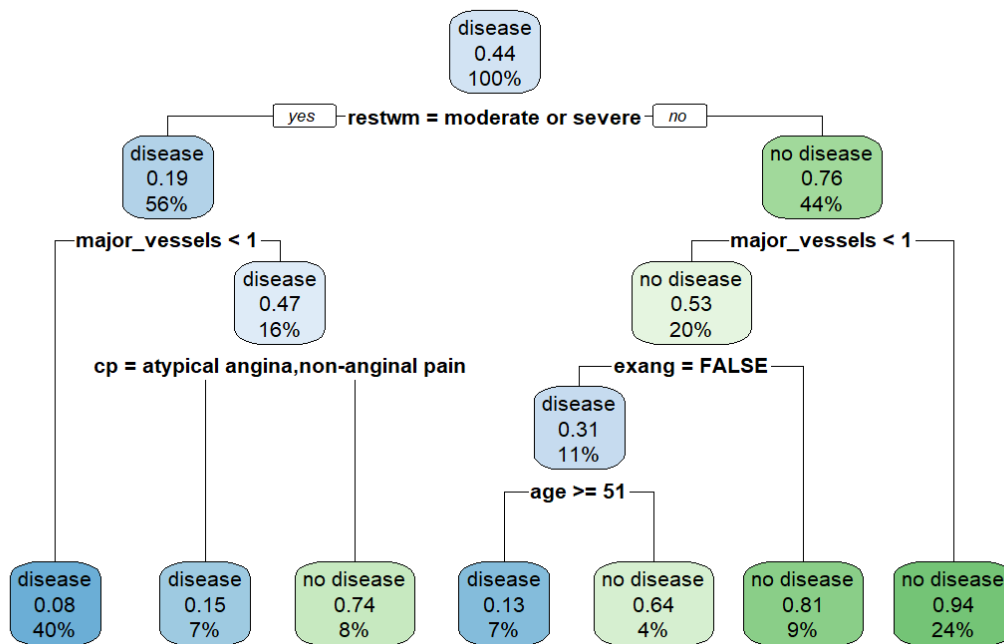 disease
0.44
100%
yes
restwm = moderate or severe
no
disease
0.19
56%
no disease
0.76
44%
major_vessels < 1
major_vessels < 1
disease
0.47
16%
no disease
0.53
20%
cp = atypical angina,non-anginal pain
exang = FALSE
disease
0.31
11%
age >= 51
disease
0.08
40%
disease
0.15
7%
no disease
0.74
8%
disease
0.13
7%
no disease
0.64
4%
no disease
0.81
9%
no disease
0.94
24%